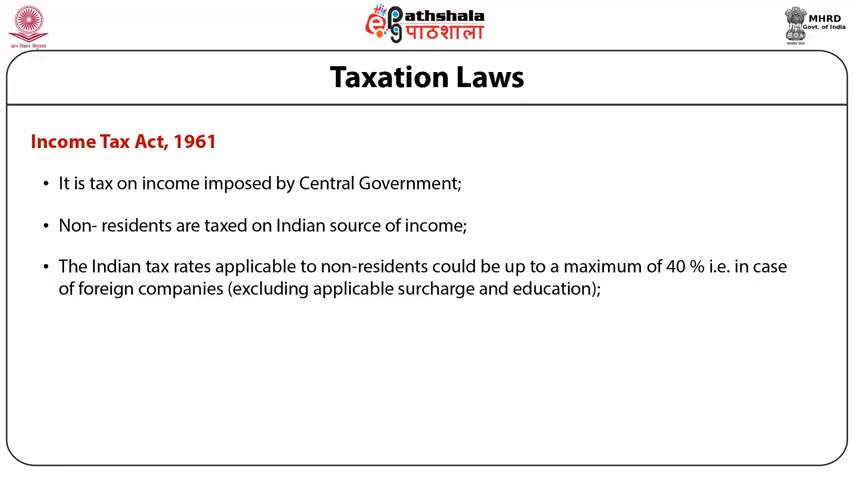 ePathshala
पाठशाला
MHRD
Govt. of India
Taxation Laws
Income Tax Act, 1961
• It is tax on income imposed by Central Government;
• Non- residents are taxed on Indian source of income;
• The Indian tax rates applicable to non-residents could be up to a maximum of 40 % i.e. in case
of foreign companies (excluding applicable surcharge and education);